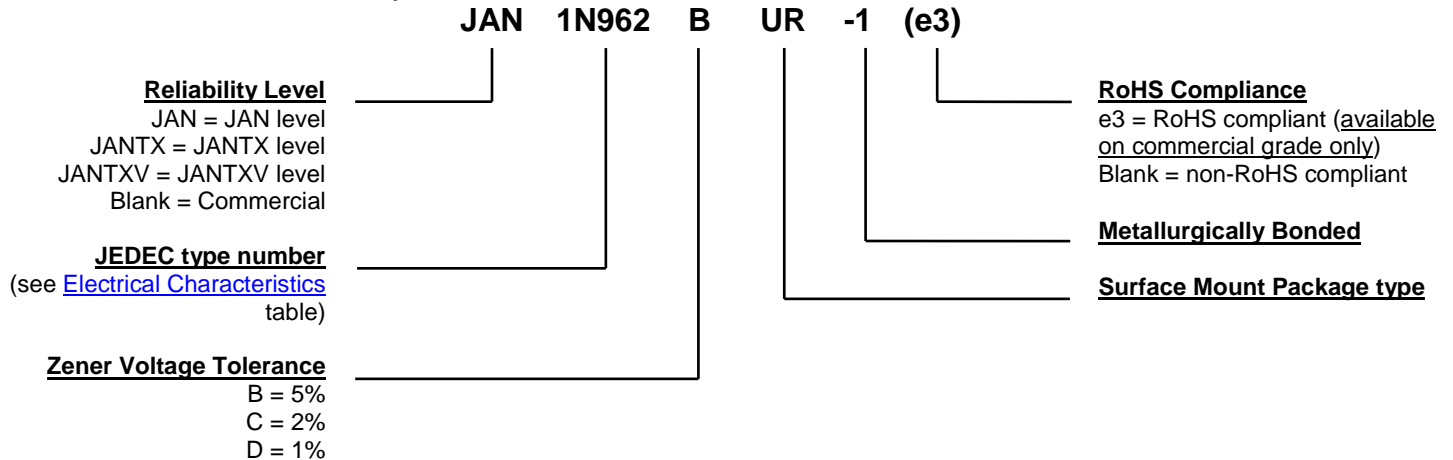 JAN 1N962 B UR -1 (e3)
Reliability Level
JAN = JAN level
JANTX = JANTX level
JANTXV = JANTXV level
Blank = Commercial
JEDEC type number
(see Electrical Characteristics
table)
Zener Voltage Tolerance
B = 5%
C = 2%
D = 1%
RoHS Compliance
e3 = RoHS compliant (available
on commercial grade only)
Blank = non-RoHS compliant
Metallurgically Bonded
Surface Mount Package type